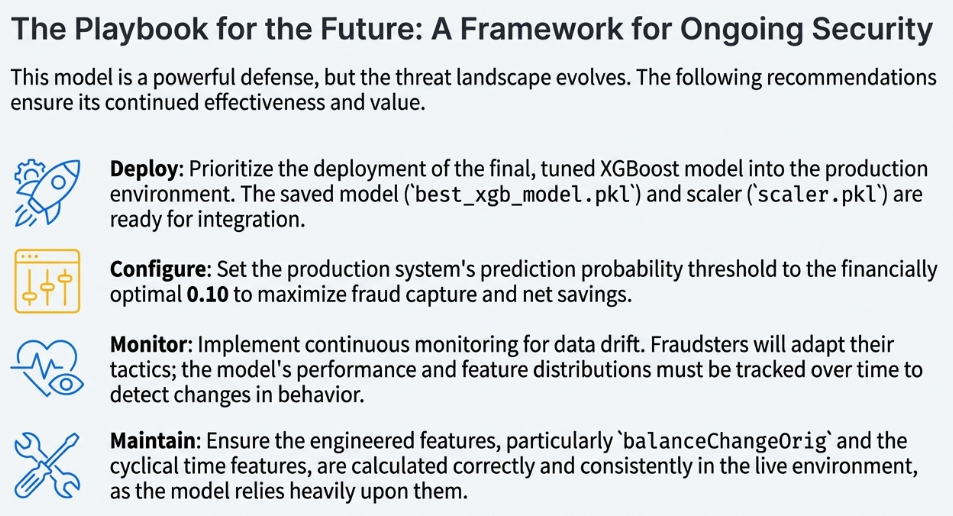 The Playbook for the Future: A Framework for Ongoing Security
This model is a powerful defense, but the threat landscape evolves. The following recommendations
ensure its continued effectiveness and value.
Deploy: Prioritize the deployment of the final, tuned XGBoost model into the production
environment. The saved model (`best_xgb_model.pkl`) and scaler (`scaler.pkl`) are
ready for integration.
Configure: Set the production system's prediction probability threshold to the financially
optimal 0.10 to maximize fraud capture and net savings.
Monitor: Implement continuous monitoring for data drift. Fraudsters will adapt their
tactics; the model's performance and feature distributions must be tracked over time to
detect changes in behavior.
Maintain: Ensure the engineered features, particularly `balanceChangeOrig` and the
cyclical time features, are calculated correctly and consistently in the live environment,
as the model relies heavily upon them.